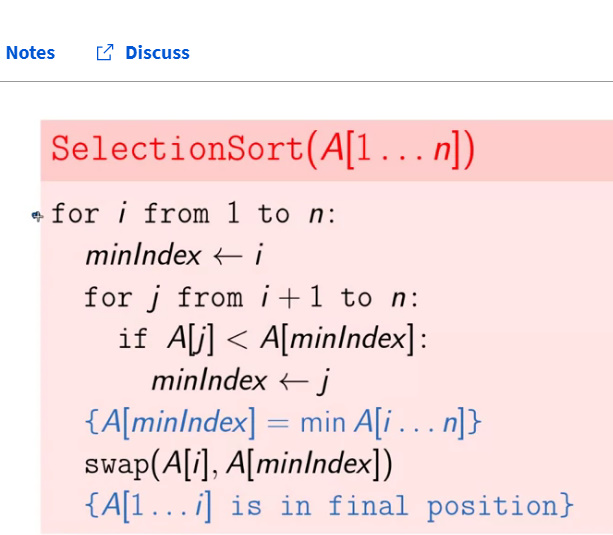 Notes Discuss
SelectionSort(A[1...n])
for i from 1 to n:
minIndex ← i
for j from i + 1 to n:
if A[j] < A[minIndex]:
minIndex ← j
{A[minIndex] = min A[i...n]}
swap(A[i], A[minIndex])
{A[1...i] is in final position}